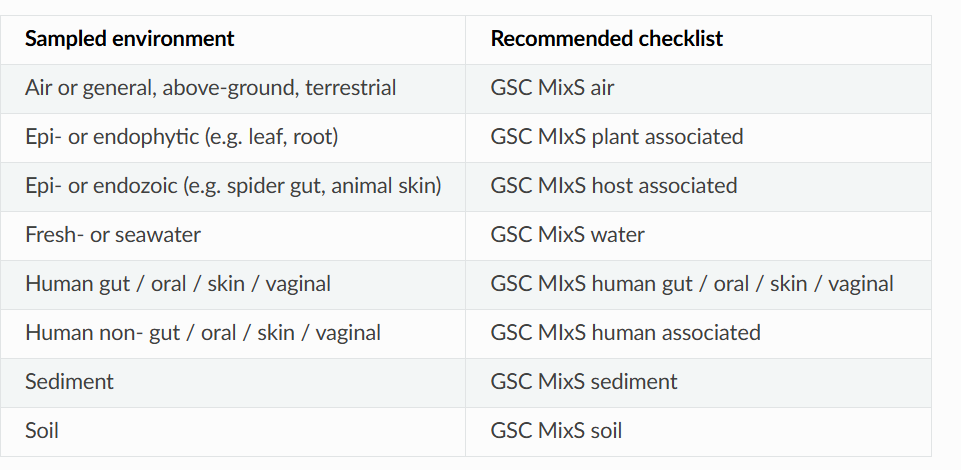 Sampled environment Recommended checklist
Air or general, above-ground, terrestrial GSC MixS air
Epi- or endophytic (e.g. leaf, root) GSC MIxS plant associated
Epi- or endozoic (e.g. spider gut, animal skin) GSC MIxS host associated
Fresh- or seawater GSC MixS water
Human gut / oral / skin / vaginal GSC MIxS human gut / oral / skin / vaginal
Human non- gut / oral / skin / vaginal GSC MIxS human associated
Sediment GSC MixS sediment
Soil GSC MixS soil